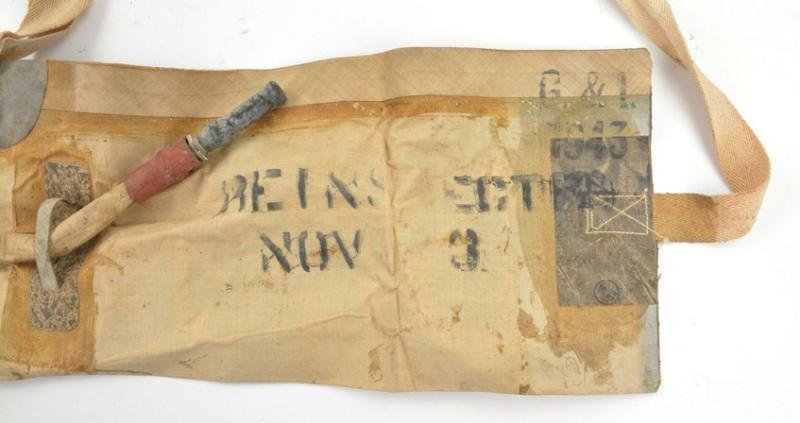 G. & I.
1943
REINS ECTED
NOV 3